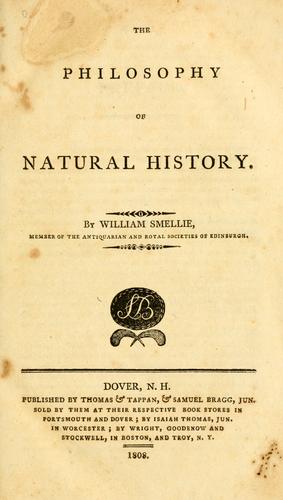 THE
PHILOSOPHY
OF
NATURAL HISTORY.
BY WILLIAM SMELLIE,
MEMBER OF THE ANTIQUARIAN AND ROYAL SOCIETIES OF EDINBURGH.
SB
DOVER, N. H.
PUBLISHED BY THOMAS & TAPPAN, & SAMUEL BRAGG, JUN.
SOLD BY THEM AT THEIR RESPECTIVE BOOK STORES IN
PORTSMOUTH AND DOVER; BY ISAIAH THOMAS, JUN.
IN WORCESTER; BY WRIGHT, GOODENOW AND
STOCKWELL, IN BOSTON, AND TROY, N. Y.
1808.